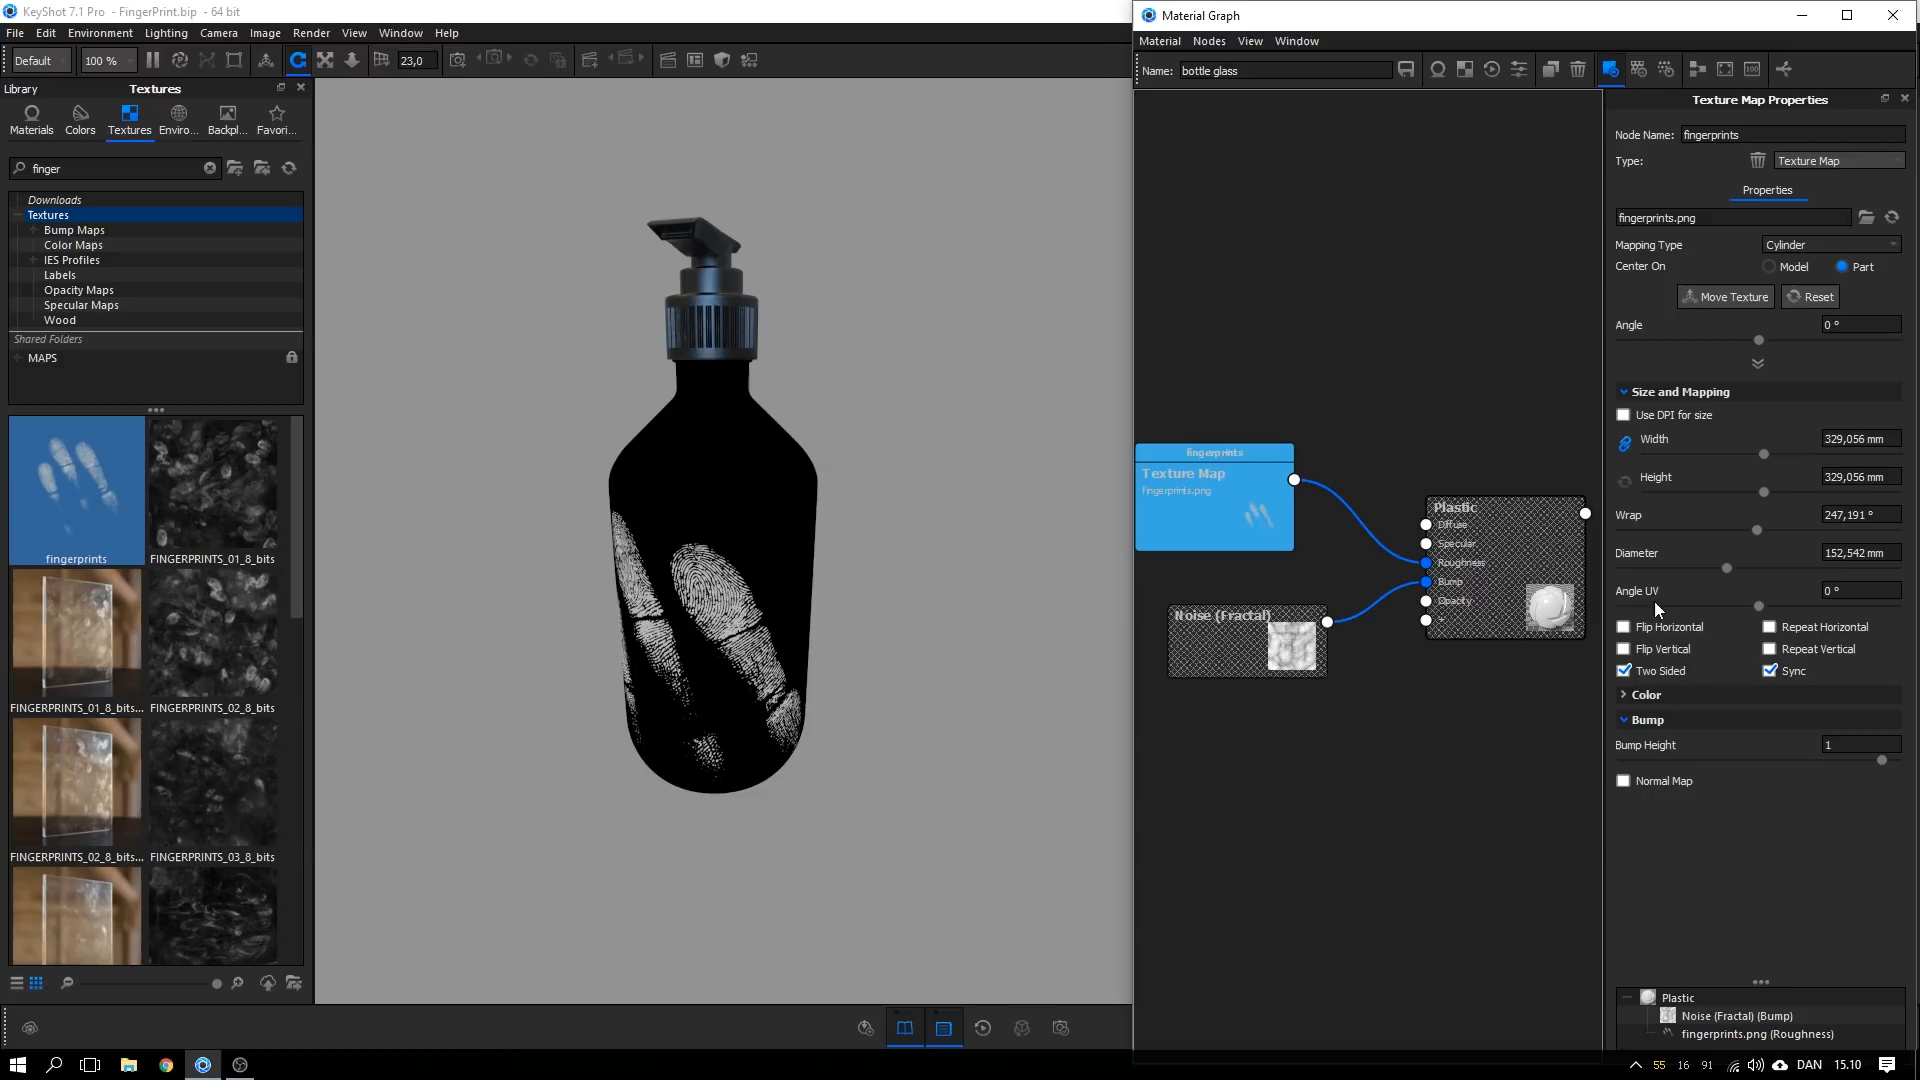 KeyShot 7.1 Pro - FingerPrint.bip - 64 bit
File Edit Environment Lighting Camera Image Render View Window Help
Default 100 % 23,0
Library Textures
Materials Colors Textures Enviro... Backpl... Favori...
finger
Downloads
Textures
Bump Maps
Color Maps
IES Profiles
Labels
Opacity Maps
Specular Maps
Wood
Shared Folders
MAPS
fingerprints FINGERPRINTS_01_8_bits
FINGERPRINTS_01_8_bits... FINGERPRINTS_02_8_bits
FINGERPRINTS_02_8_bits... FINGERPRINTS_03_8_bits
Material Graph
Material Nodes View Window
Name: bottle glass
fingerprints
Texture Map
fingerprints.png
Noise (Fractal)
Plastic
Diffuse
Specular
Roughness
Bump
Opacity
+
Texture Map Properties
Node Name: fingerprints
Type: Texture Map
Properties
fingerprints.png
Mapping Type Cylinder
Center On Model Part
Move Texture Reset
Angle 0 °
Size and Mapping
Use DPI for size
Width 329,056 mm
Height 329,056 mm
Wrap 247,191 °
Diameter 152,542 mm
Angle UV 0 °
Flip Horizontal Repeat Horizontal
Flip Vertical Repeat Vertical
Two Sided Sync
Color
Bump
Bump Height 1
Normal Map
Plastic
Noise (Fractal) (Bump)
fingerprints.png (Roughness)
55 16 91 DAN 15.10